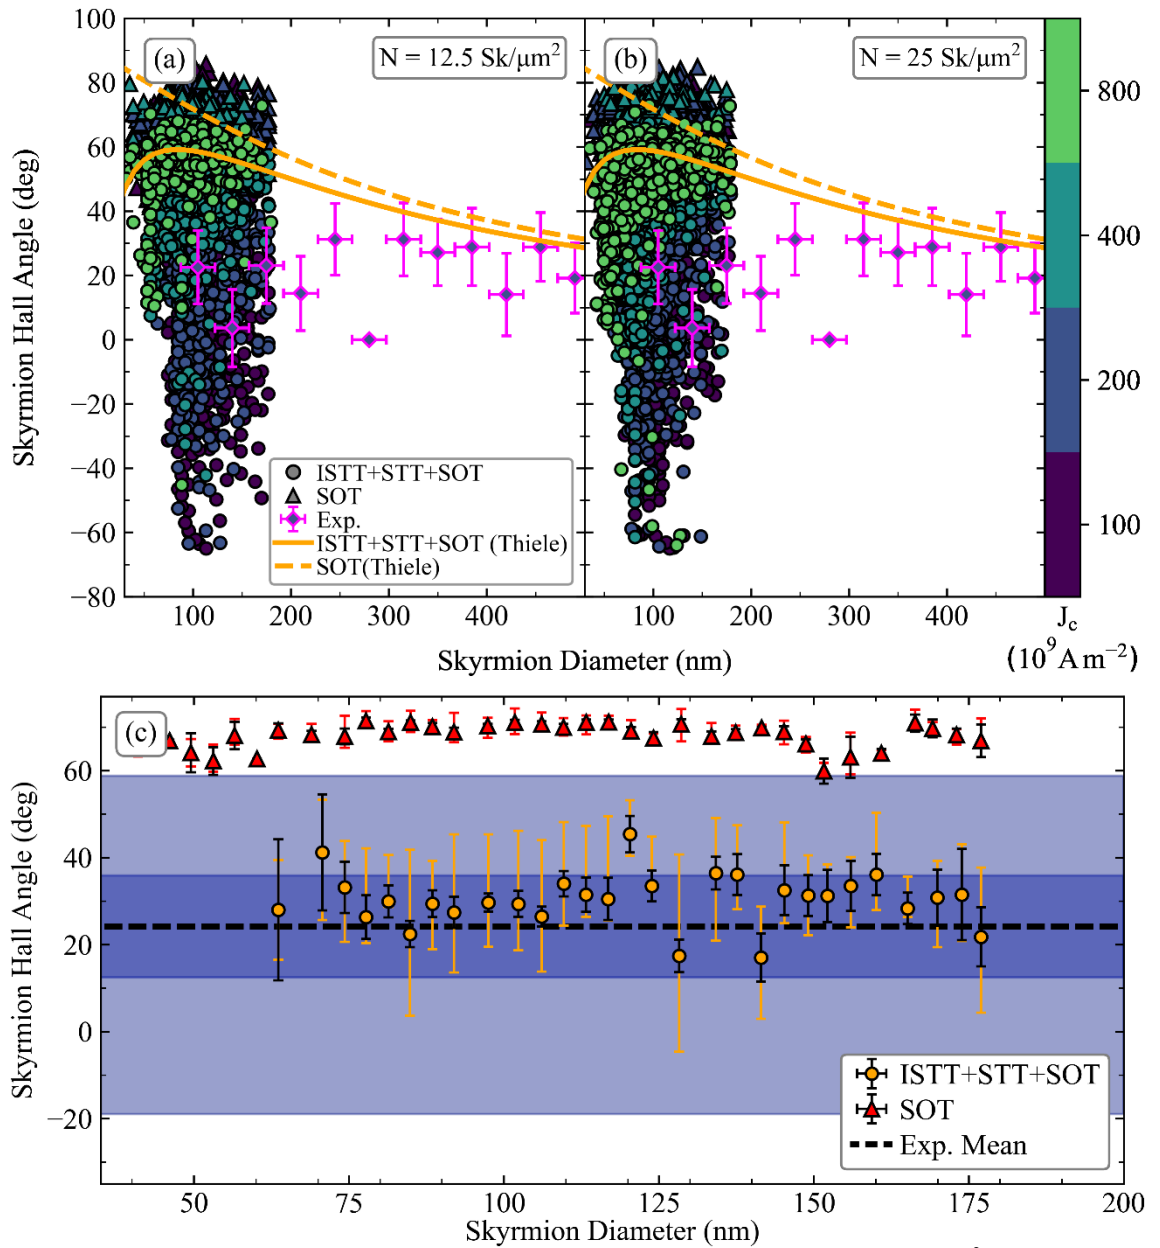 (a)
N = 12.5 Sk/μm²
(b)
N = 25 Sk/μm²
Skyrmion Hall Angle (deg)
100
80
60
40
20
0
−20
−40
−60
−80
ISTT+STT+SOT
SOT
Exp.
ISTT+STT+SOT (Thiele)
SOT(Thiele)
100 200 300 400
100 200 300 400
Skyrmion Diameter (nm)
800
400
200
100
J_c
(10⁹A m⁻²)
(c)
Skyrmion Hall Angle (deg)
60
40
20
0
−20
ISTT+STT+SOT
SOT
Exp. Mean
50 75 100 125 150 175 200
Skyrmion Diameter (nm)